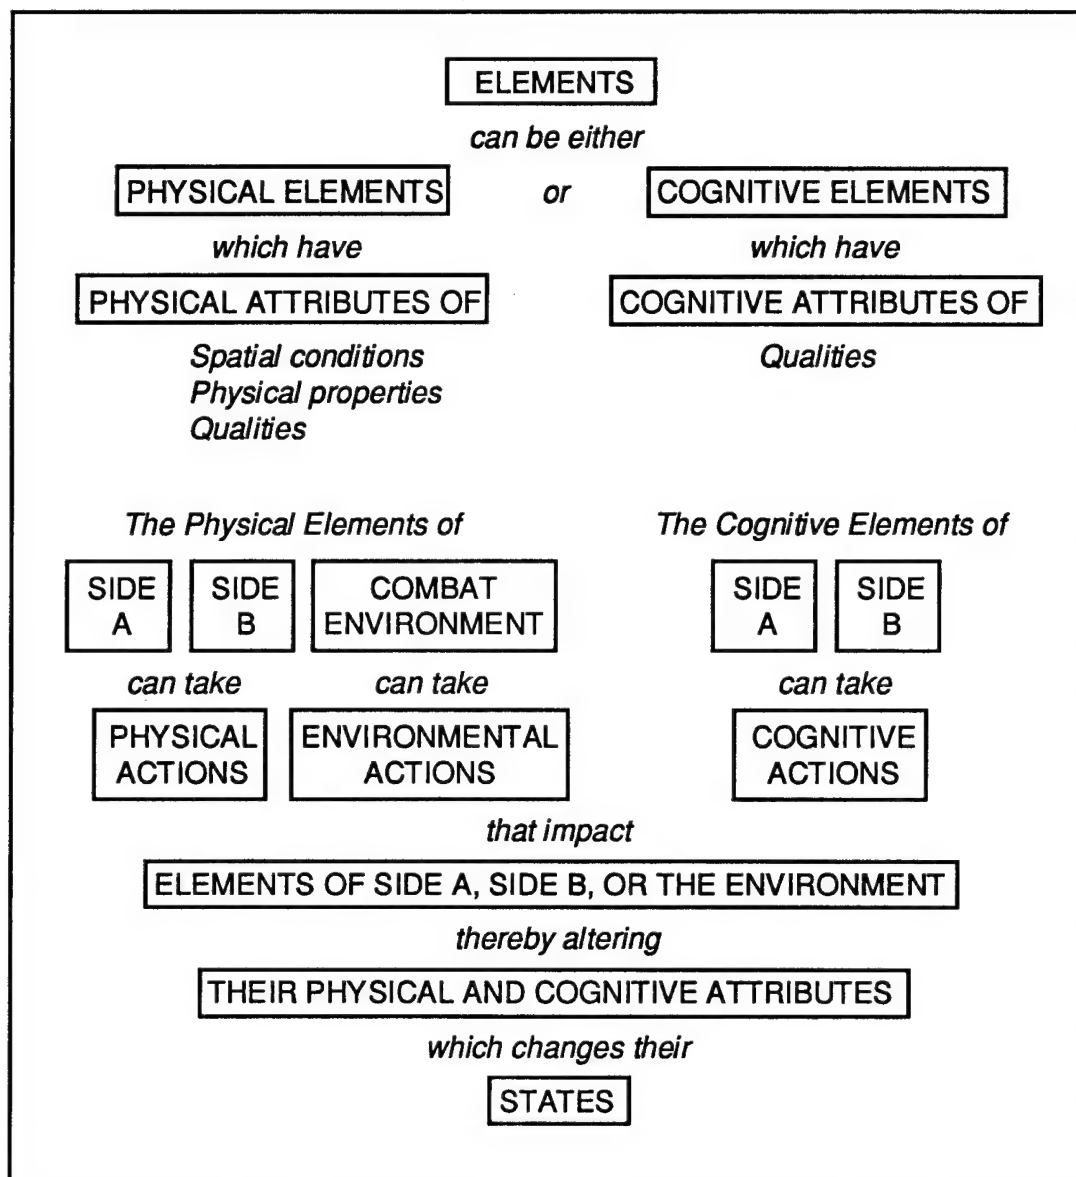 ELEMENTS
can be either
PHYSICAL ELEMENTS or COGNITIVE ELEMENTS
which have which have
PHYSICAL ATTRIBUTES OF COGNITIVE ATTRIBUTES OF
Spatial conditions Qualities
Physical properties
Qualities
The Physical Elements of The Cognitive Elements of
SIDE SIDE COMBAT SIDE SIDE
A B ENVIRONMENT A B
can take can take can take
PHYSICAL ENVIRONMENTAL COGNITIVE
ACTIONS ACTIONS ACTIONS
that impact
ELEMENTS OF SIDE A, SIDE B, OR THE ENVIRONMENT
thereby altering
THEIR PHYSICAL AND COGNITIVE ATTRIBUTES
which changes their
STATES